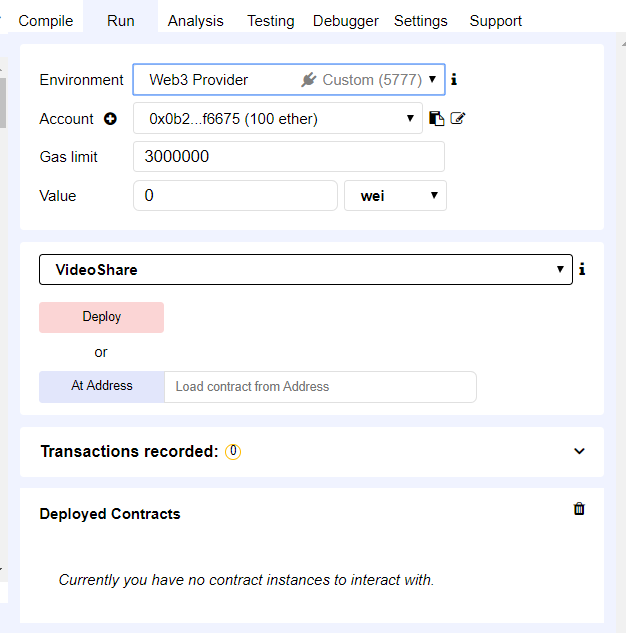 Compile Run Analysis Testing Debugger Settings Support
Environment Web3 Provider Custom (5777)
Account 0x0b2...f6675 (100 ether)
Gas limit 3000000
Value 0 wei
VideoShare
Deploy
or
At Address Load contract from Address
Transactions recorded: 0
Deployed Contracts
Currently you have no contract instances to interact with.